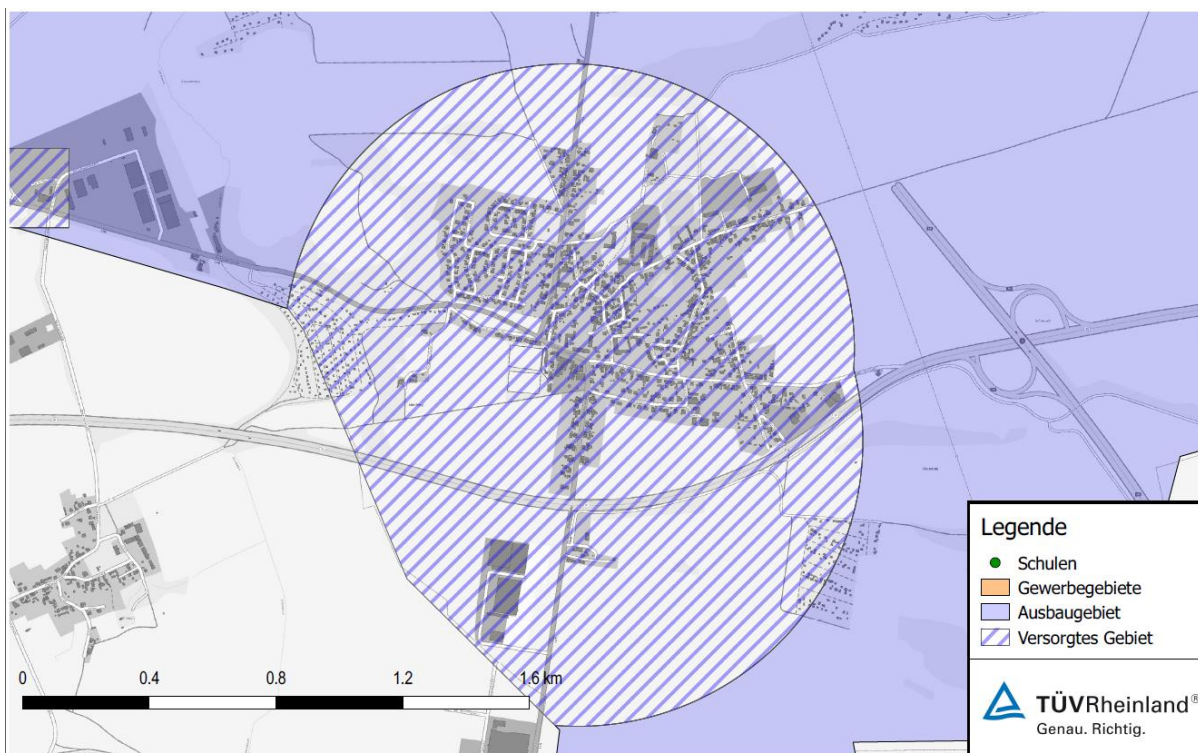 Legende
Schulen
Gewerbegebiete
Ausbaugebiet
Versorgtes Gebiet
0 0.4 0.8 1.2 1.6 km
TÜVRheinland®
Genau. Richtig.